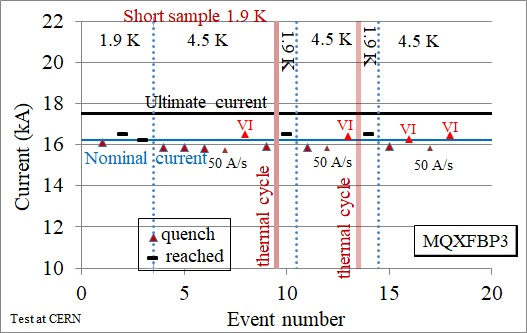 Short sample 1.9 K
22
20
18
16
14
12
10
Current (kA)
1.9 K
4.5 K
1.9 K
4.5 K
1.9 K
4.5 K
Ultimate current
VI
VI
VI
VI
Nominal current
50 A/s
50 A/s
50 A/s
thermal cycle
thermal cycle
quench
reached
MQXFBP3
0
5
10
15
20
Test at CERN
Event number